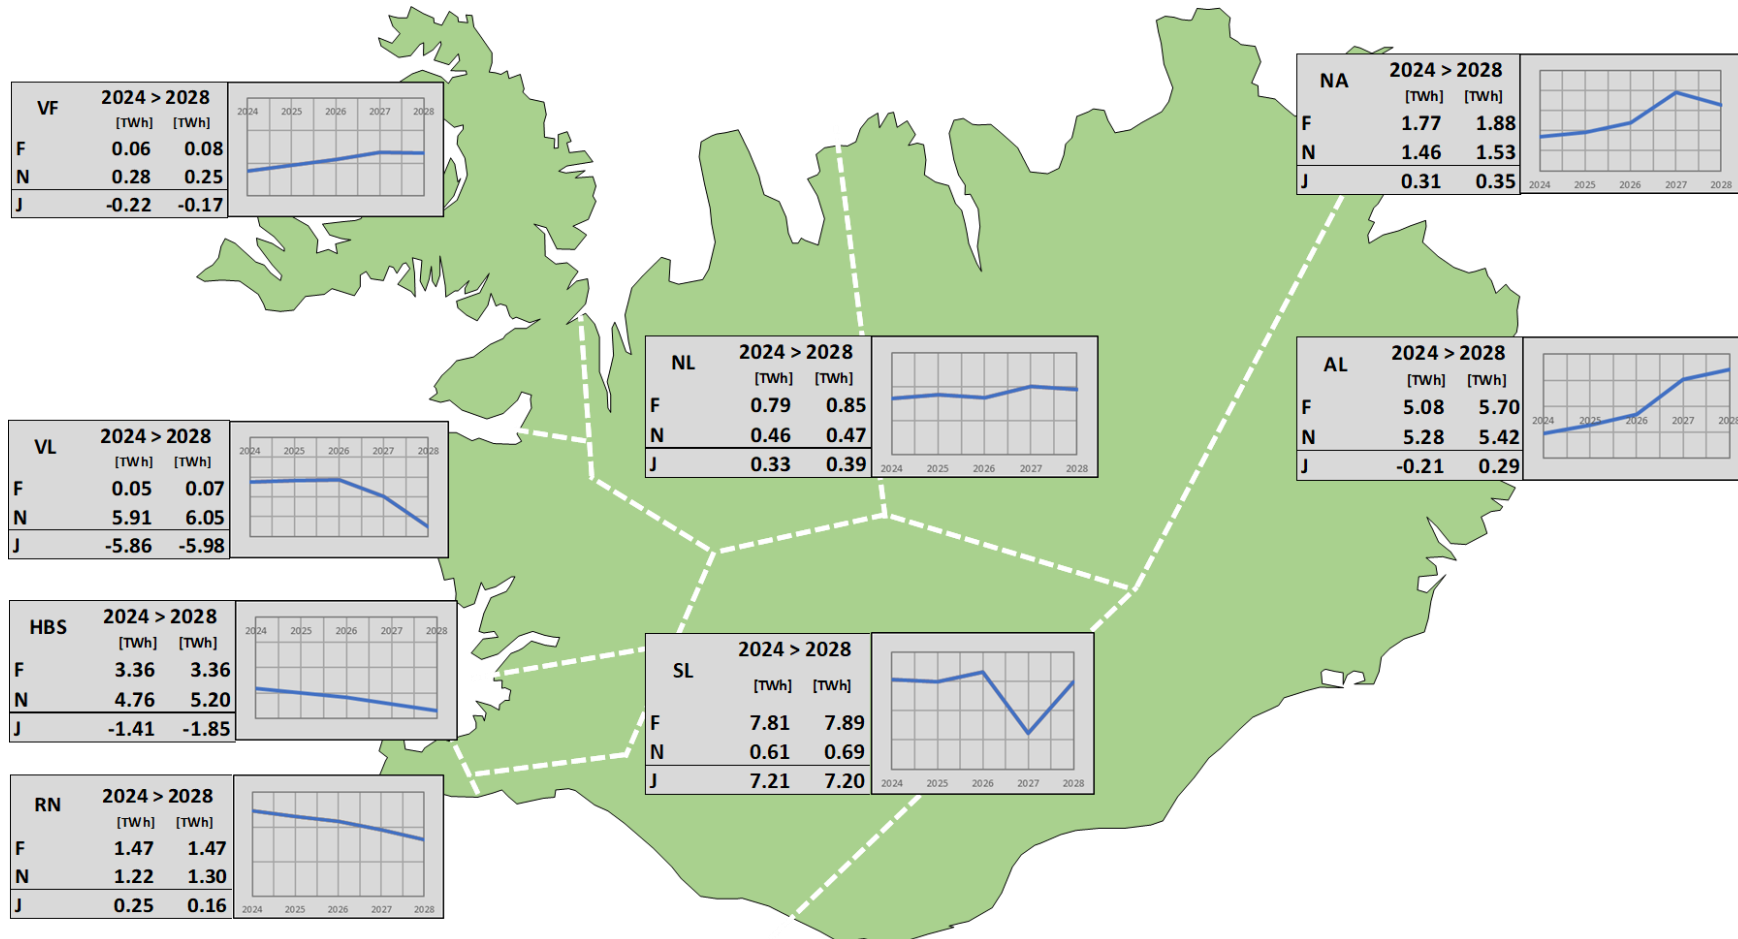 VF 2024 > 2028
[TWh] [TWh]
F 0.06 0.08
N 0.28 0.25
J -0.22 -0.17
2024 2025 2026 2027 2028
NA 2024 > 2028
[TWh] [TWh]
F 1.77 1.88
N 1.46 1.53
J 0.31 0.35
2024 2025 2026 2027 2028
NL 2024 > 2028
[TWh] [TWh]
F 0.79 0.85
N 0.46 0.47
J 0.33 0.39
2024 2025 2026 2027 2028
AL 2024 > 2028
[TWh] [TWh]
F 5.08 5.70
N 5.28 5.42
J -0.21 0.29
2024 2025 2026 2027 2028
VL 2024 > 2028
[TWh] [TWh]
F 0.05 0.07
N 5.91 6.05
J -5.86 -5.98
2024 2025 2026 2027 2028
HBS 2024 > 2028
[TWh] [TWh]
F 3.36 3.36
N 4.76 5.20
J -1.41 -1.85
2024 2025 2026 2027 2028
SL 2024 > 2028
[TWh] [TWh]
F 7.81 7.89
N 0.61 0.69
J 7.21 7.20
2024 2025 2026 2027 2028
RN 2024 > 2028
[TWh] [TWh]
F 1.47 1.47
N 1.22 1.30
J 0.25 0.16
2024 2025 2026 2027 2028